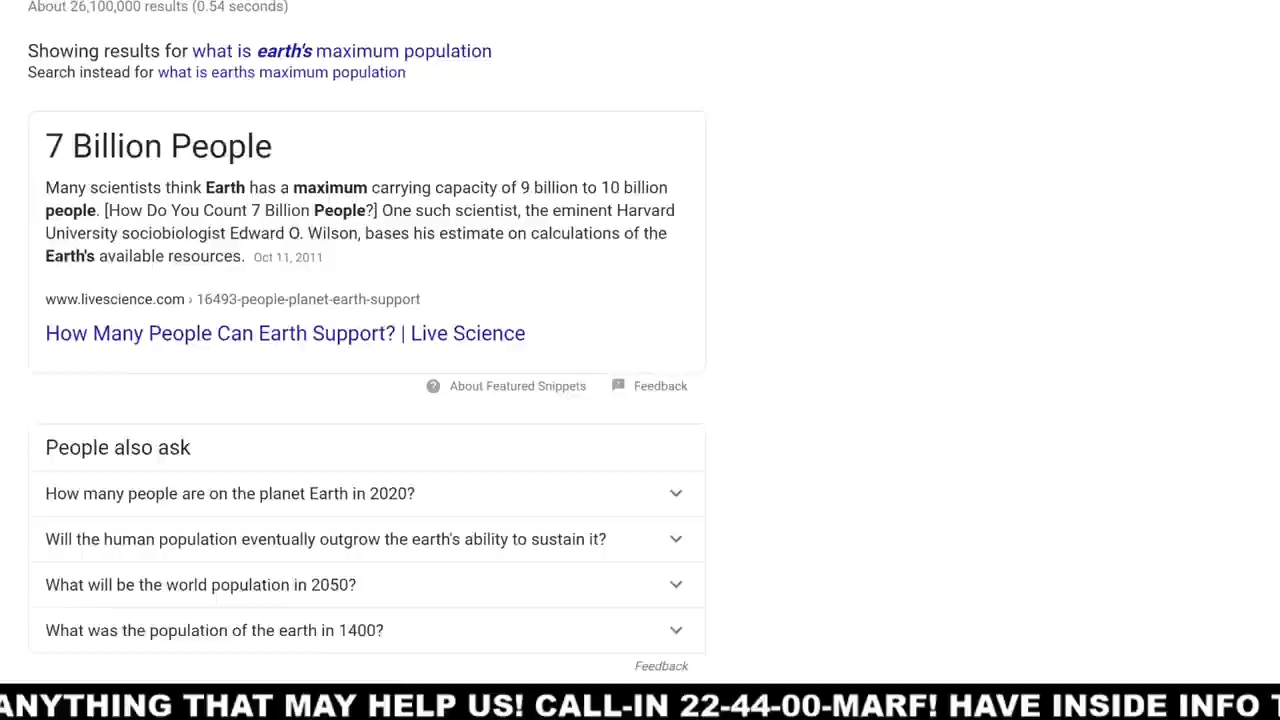 About 26,100,000 results (0.54 seconds)
Showing results for what is earth's maximum population
Search instead for what is earths maximum population
7 Billion People
Many scientists think Earth has a maximum carrying capacity of 9 billion to 10 billion
people. [How Do You Count 7 Billion People?] One such scientist, the eminent Harvard
University sociobiologist Edward O. Wilson, bases his estimate on calculations of the
Earth's available resources. Oct 11, 2011
www.livescience.com › 16493-people-planet-earth-support
How Many People Can Earth Support? | Live Science
About Featured Snippets Feedback
People also ask
How many people are on the planet Earth in 2020?
Will the human population eventually outgrow the earth's ability to sustain it?
What will be the world population in 2050?
What was the population of the earth in 1400?
Feedback
ANYTHING THAT MAY HELP US! CALL-IN 22-44-00-MARF! HAVE INSIDE INFO